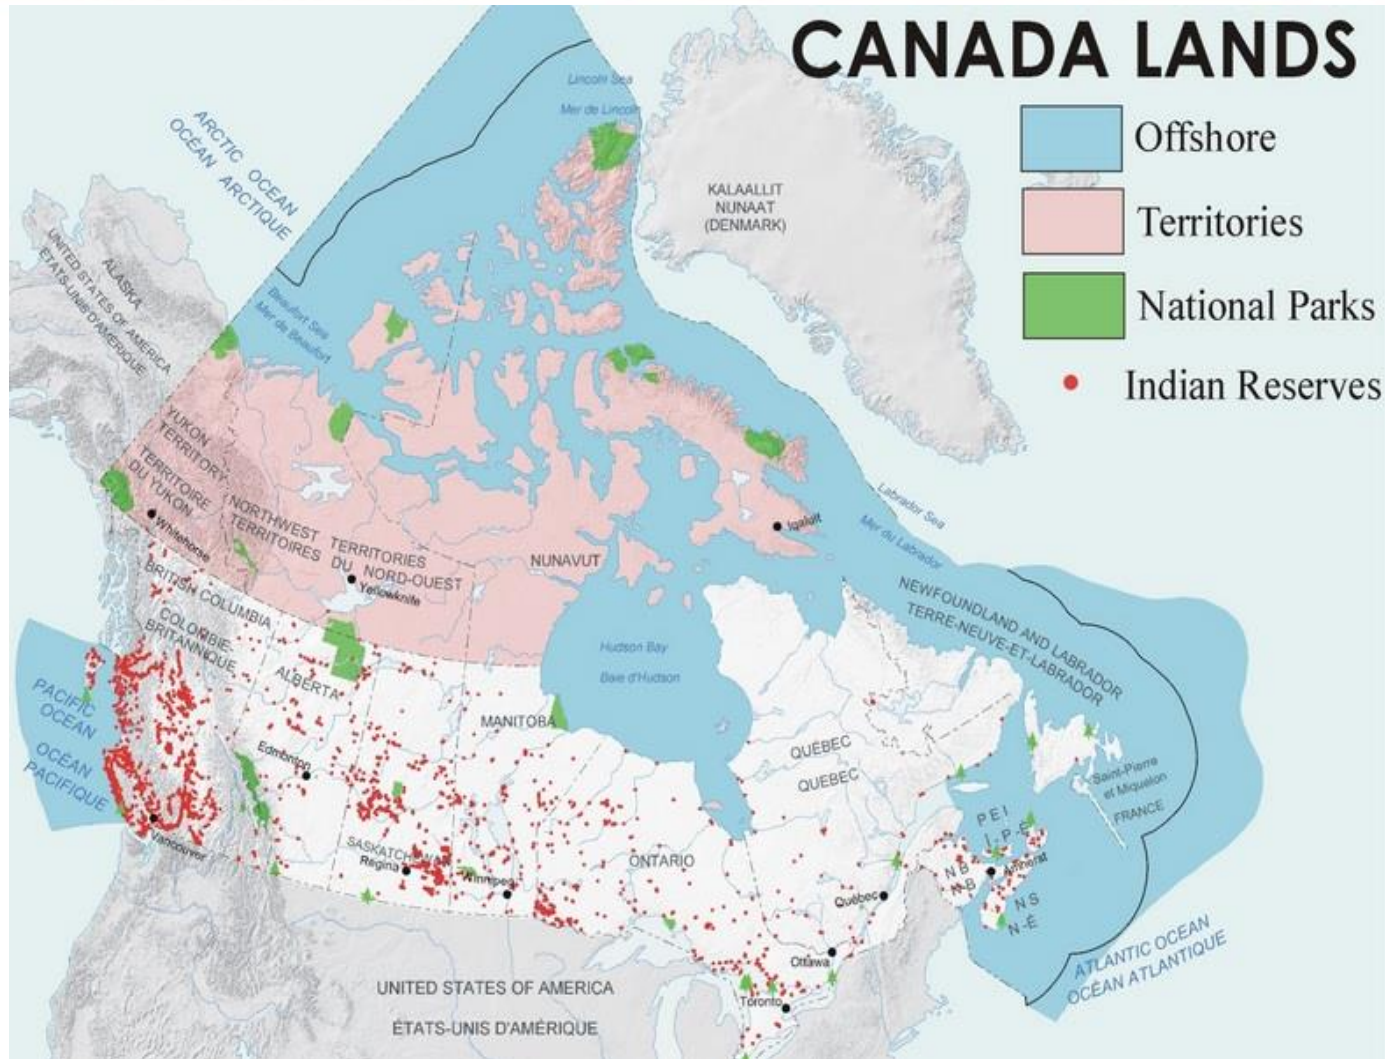 CANADA LANDS
Offshore
Territories
National Parks
Indian Reserves
Lincoln Sea
Mer de Lincoln
ARCTIC OCEAN
OCÉAN ARCTIQUE
KALAALLIT
NUNAAT
(DENMARK)
ALASKA
UNITED STATES OF AMERICA
ÉTATS-UNIS D'AMÉRIQUE
Beaufort Sea
Mer de Beaufort
YUKON
TERRITORY
TERRITOIRE
DU YUKON
Whitehorse
NORTHWEST TERRITORIES
TERRITOIRES DU NORD-OUEST
Yellowknife
NUNAVUT
Iqaluit
Labrador Sea
Mer du Labrador
NEWFOUNDLAND AND LABRADOR
TERRE-NEUVE-ET-LABRADOR
BRITISH COLUMBIA
COLOMBIE-
BRITANNIQUE
Hudson Bay
Baie d'Hudson
ALBERTA
MANITOBA
PACIFIC
OCEAN
OCÉAN
PACIFIQUE
Edmonton
QUÉBEC
QUEBEC
Saint-Pierre
et Miquelon
FRANCE
P E I
Î.-P.-É
Vancouver
SASKATCHEWAN
Regina
Winnipeg
ONTARIO
N B
N-B
Amherst
N S
N-É
Québec
Ottawa
Toronto
ATLANTIC OCEAN
OCÉAN ATLANTIQUE
UNITED STATES OF AMERICA
ÉTATS-UNIS D'AMÉRIQUE